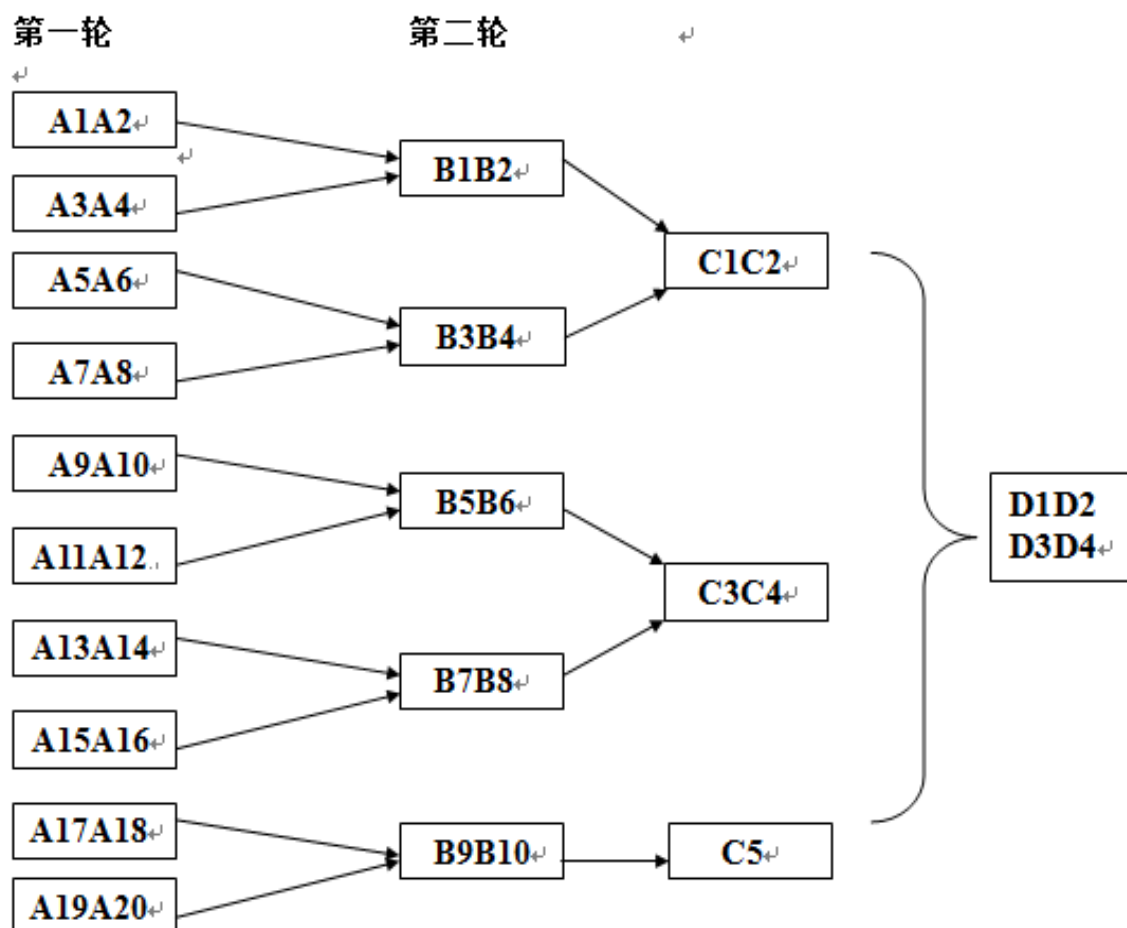 第一轮
第二轮
A1A2
A3A4
A5A6
A7A8
A9A10
A11A12
A13A14
A15A16
A17A18
A19A20
B1B2
B3B4
B5B6
B7B8
B9B10
C1C2
C3C4
C5
D1D2
D3D4